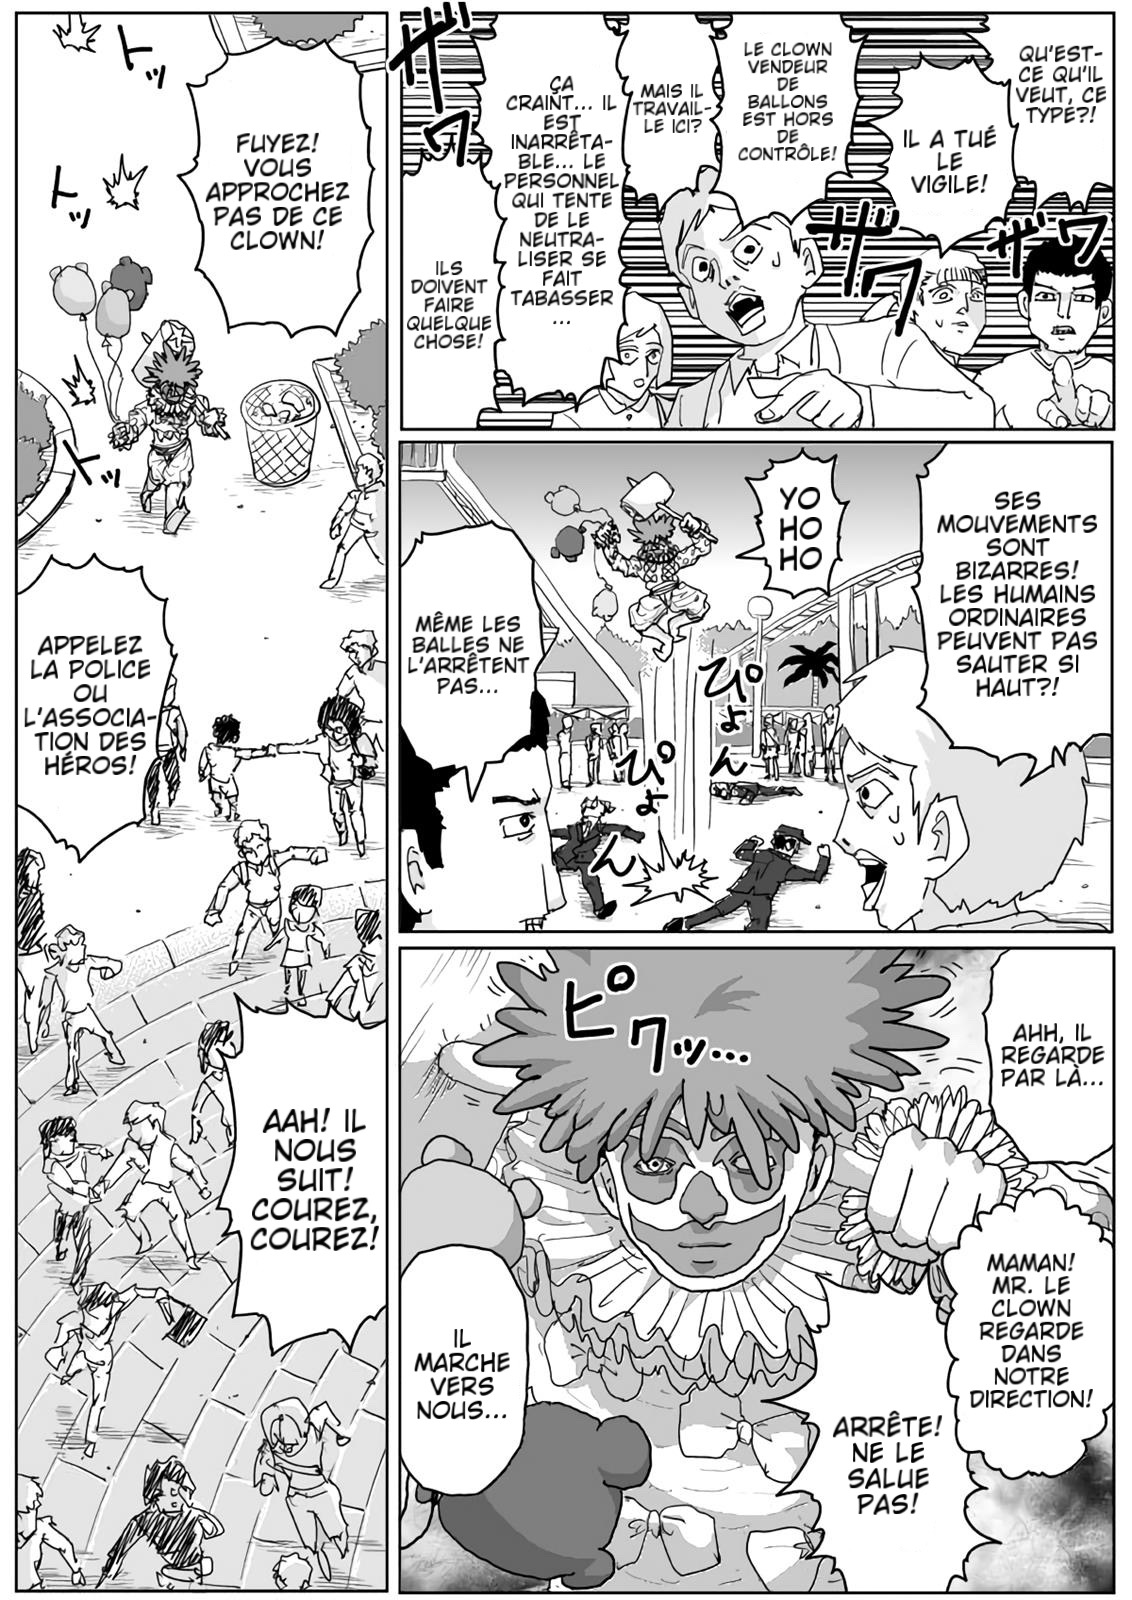 QU'EST-
CE QU'IL
VEUT, CE
TYPE?!
IL A TUÉ
LE
VIGILE!
LE CLOWN
VENDEUR
DE
BALLONS
EST HORS
DE
CONTRÔLE!
MAIS IL
TRAVAIL-
LE ICI?
ÇA
CRAINT... IL
EST
INARRÊTA-
BLE... LE
PERSONNEL
QUI TENTE
DE LE
NEUTRA-
LISER SE
FAIT
TABASSER
...
ILS
DOIVENT
FAIRE
QUELQUE
CHOSE!
ザワ
ザワ
ザワ
SES
MOUVEMENTS
SONT
BIZARRES!
LES HUMAINS
ORDINAIRES
PEUVENT PAS
SAUTER SI
HAUT?!
YO
HO
HO
MÊME LES
BALLES NE
L'ARRÊTENT
PAS...
ぴょん
ぴょん
AHH, IL
REGARDE
PAR LÀ...
ピクッ...
MAMAN!
MR. LE
CLOWN
REGARDE
DANS
NOTRE
DIRECTION!
ARRÊTE!
NE LE
SALUE
PAS!
IL
MARCHE
VERS
NOUS...
トッ
トッ
トッ
FUYEZ!
VOUS
APPROCHEZ
PAS DE CE
CLOWN!
APPELEZ
LA POLICE
OU
L'ASSOCIA-
TION DES
HÉROS!
AAH! IL
NOUS
SUIT!
COUREZ,
COUREZ!